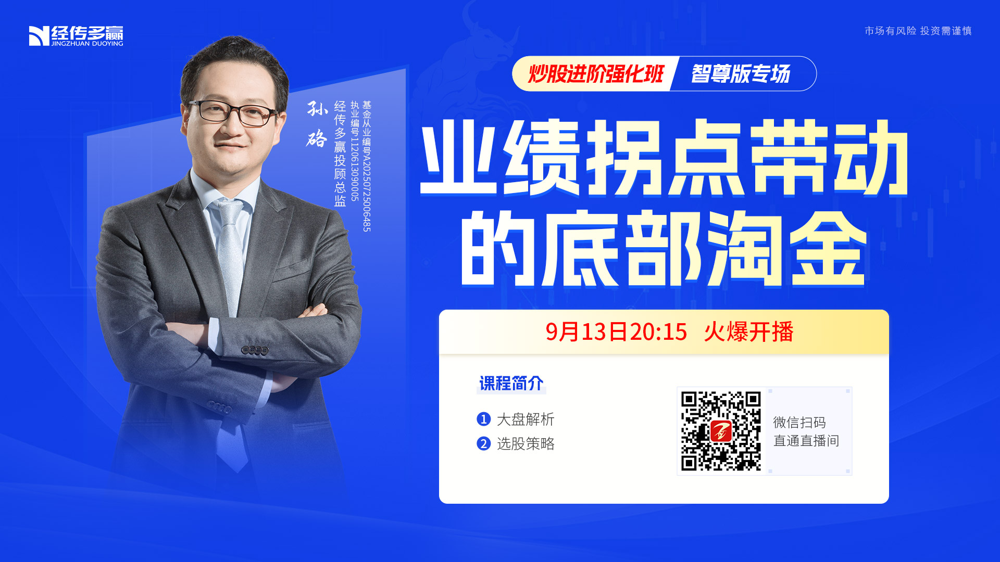 经传多赢
JINGZHUAN DUOYING
市场有风险 投资需谨慎
炒股进阶强化班
智尊版专场
孙硌
经传多赢投顾总监
执业编号1120613090005
基金从业编号A20250725006485
业绩拐点带动
的底部淘金
9月13日20:15 火爆开播
课程简介
1 大盘解析
2 选股策略
微信扫码
直通直播间